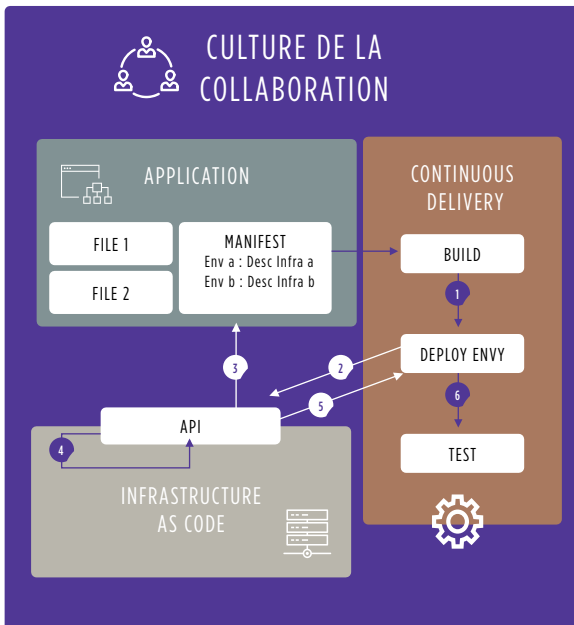 CULTURE DE LA
COLLABORATION
APPLICATION
FILE 1
FILE 2
MANIFEST
Env a : Desc Infra a
Env b : Desc Infra b
CONTINUOUS
DELIVERY
BUILD
1
DEPLOY ENVY
2
3
5
6
API
4
TEST
INFRASTRUCTURE
AS CODE